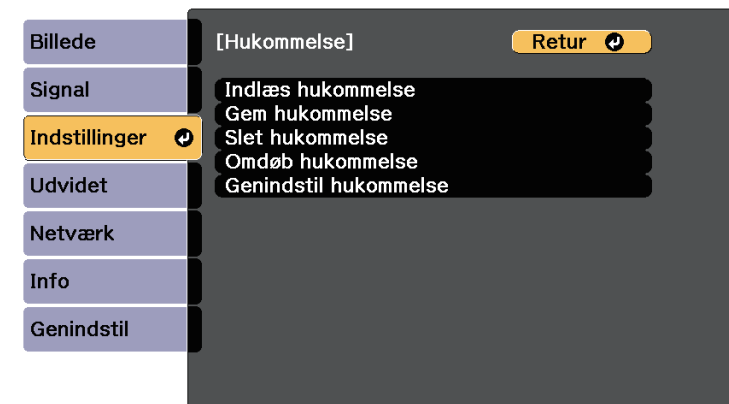 Billede
Signal
Indstillinger
Udvidet
Netværk
Info
Genindstil
[Hukommelse]
Retur
Indlæs hukommelse
Gem hukommelse
Slet hukommelse
Omdøb hukommelse
Genindstil hukommelse